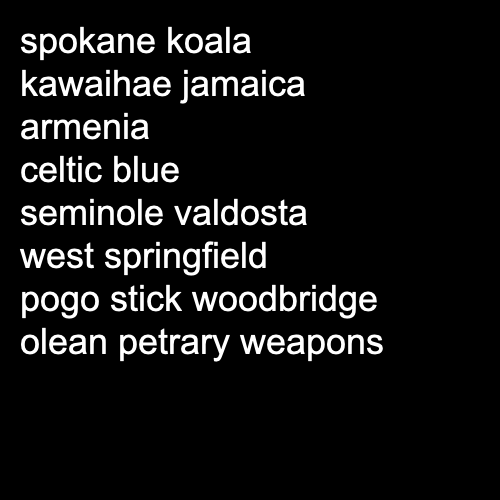 spokane koala
kawaihae jamaica
armenia
celtic blue
seminole valdosta
west springfield
pogo stick woodbridge
olean petrary weapons